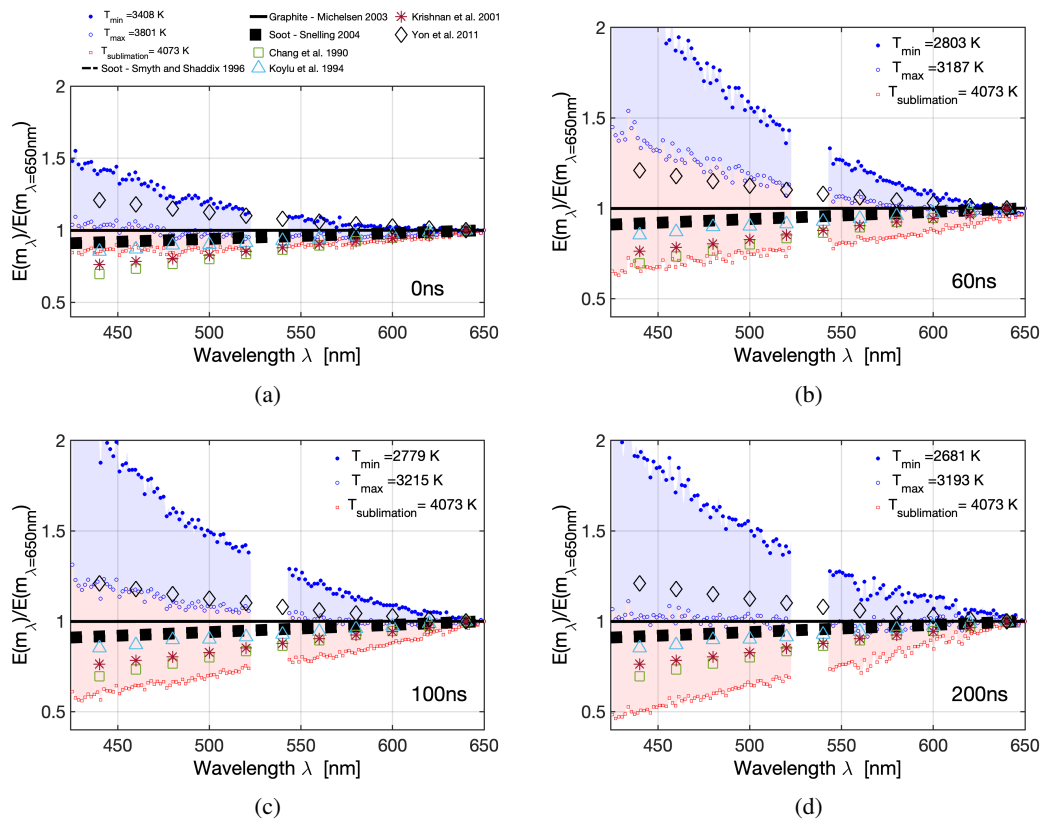 T_min =3408 K
T_max =3801 K
T_sublimation = 4073 K
Soot - Smyth and Shaddix 1996
Graphite - Michelsen 2003
Soot - Snelling 2004
Chang et al. 1990
Koylu et al. 1994
Krishnan et al. 2001
Yon et al. 2011
2
1.5
1
0.5
E(m_λ)/E(m_λ=650nm)
0ns
450 500 550 600 650
Wavelength λ [nm]
(a)
T_min =2803 K
T_max =3187 K
T_sublimation = 4073 K
2
1.5
1
0.5
E(m_λ)/E(m_λ=650nm)
60ns
450 500 550 600 650
Wavelength λ [nm]
(b)
T_min =2779 K
T_max =3215 K
T_sublimation = 4073 K
2
1.5
1
0.5
E(m_λ)/E(m_λ=650nm)
100ns
450 500 550 600 650
Wavelength λ [nm]
(c)
T_min =2681 K
T_max =3193 K
T_sublimation = 4073 K
2
1.5
1
0.5
E(m_λ)/E(m_λ=650nm)
200ns
450 500 550 600 650
Wavelength λ [nm]
(d)